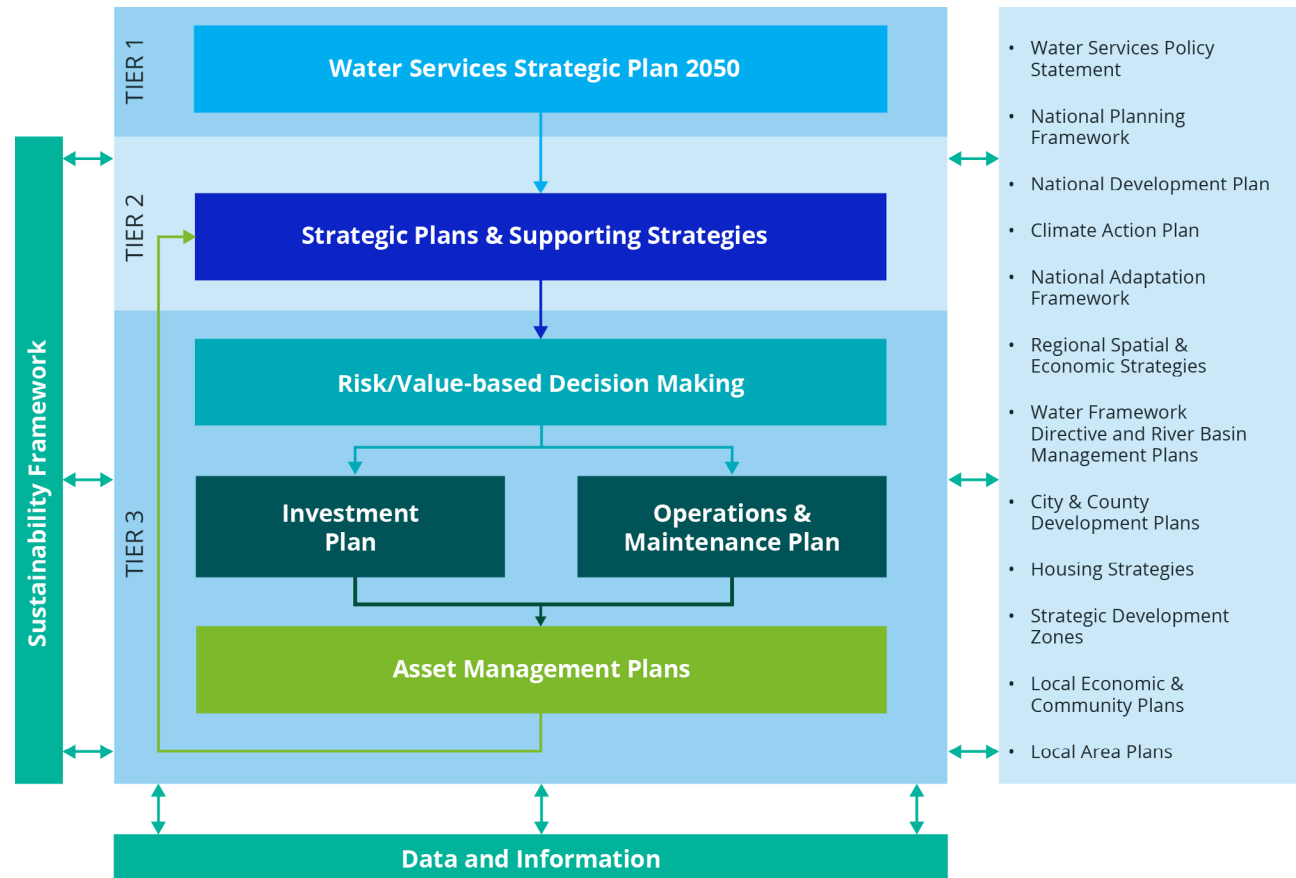 TIER 1
Water Services Strategic Plan 2050
TIER 2
Strategic Plans & Supporting Strategies
TIER 3
Risk/Value-based Decision Making
Investment
Plan
Operations &
Maintenance Plan
Asset Management Plans
Sustainability Framework
Data and Information
• Water Services Policy
Statement
• National Planning
Framework
• National Development Plan
• Climate Action Plan
• National Adaptation
Framework
• Regional Spatial &
Economic Strategies
• Water Framework
Directive and River Basin
Management Plans
• City & County
Development Plans
• Housing Strategies
• Strategic Development
Zones
• Local Economic &
Community Plans
• Local Area Plans